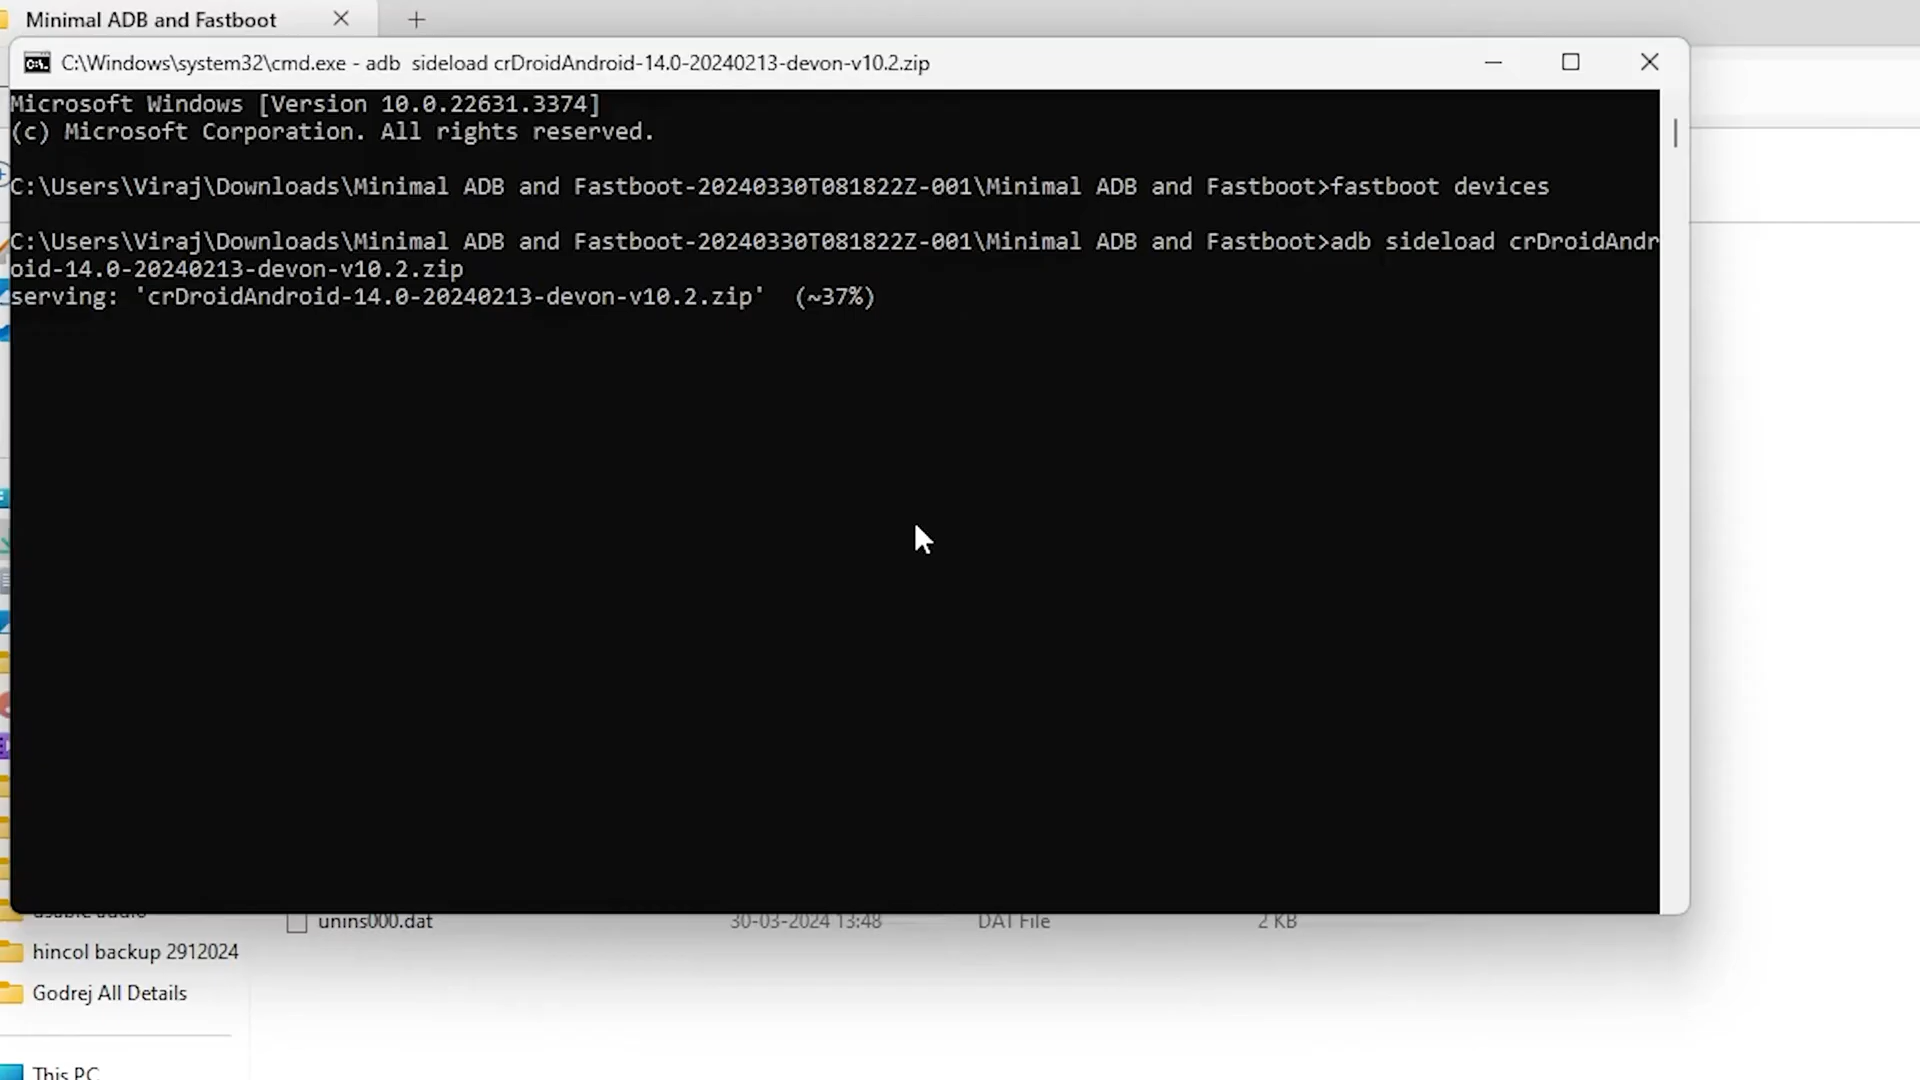 Minimal ADB and Fastboot
C:\Windows\system32\cmd.exe - adb  sideload crDroidAndroid-14.0-20240213-devon-v10.2.zip
Microsoft Windows [Version 10.0.22631.3374]
(c) Microsoft Corporation. All rights reserved.
C:\Users\Viraj\Downloads\Minimal ADB and Fastboot-20240330T081822Z-001\Minimal ADB and Fastboot>fastboot devices
C:\Users\Viraj\Downloads\Minimal ADB and Fastboot-20240330T081822Z-001\Minimal ADB and Fastboot>adb sideload crDroidAndr
oid-14.0-20240213-devon-v10.2.zip
serving: 'crDroidAndroid-14.0-20240213-devon-v10.2.zip'  (~37%)
unins000.dat 30-03-2024 13:48 DAT File 2 KB
hincol backup 2912024
Godrej All Details
This PC